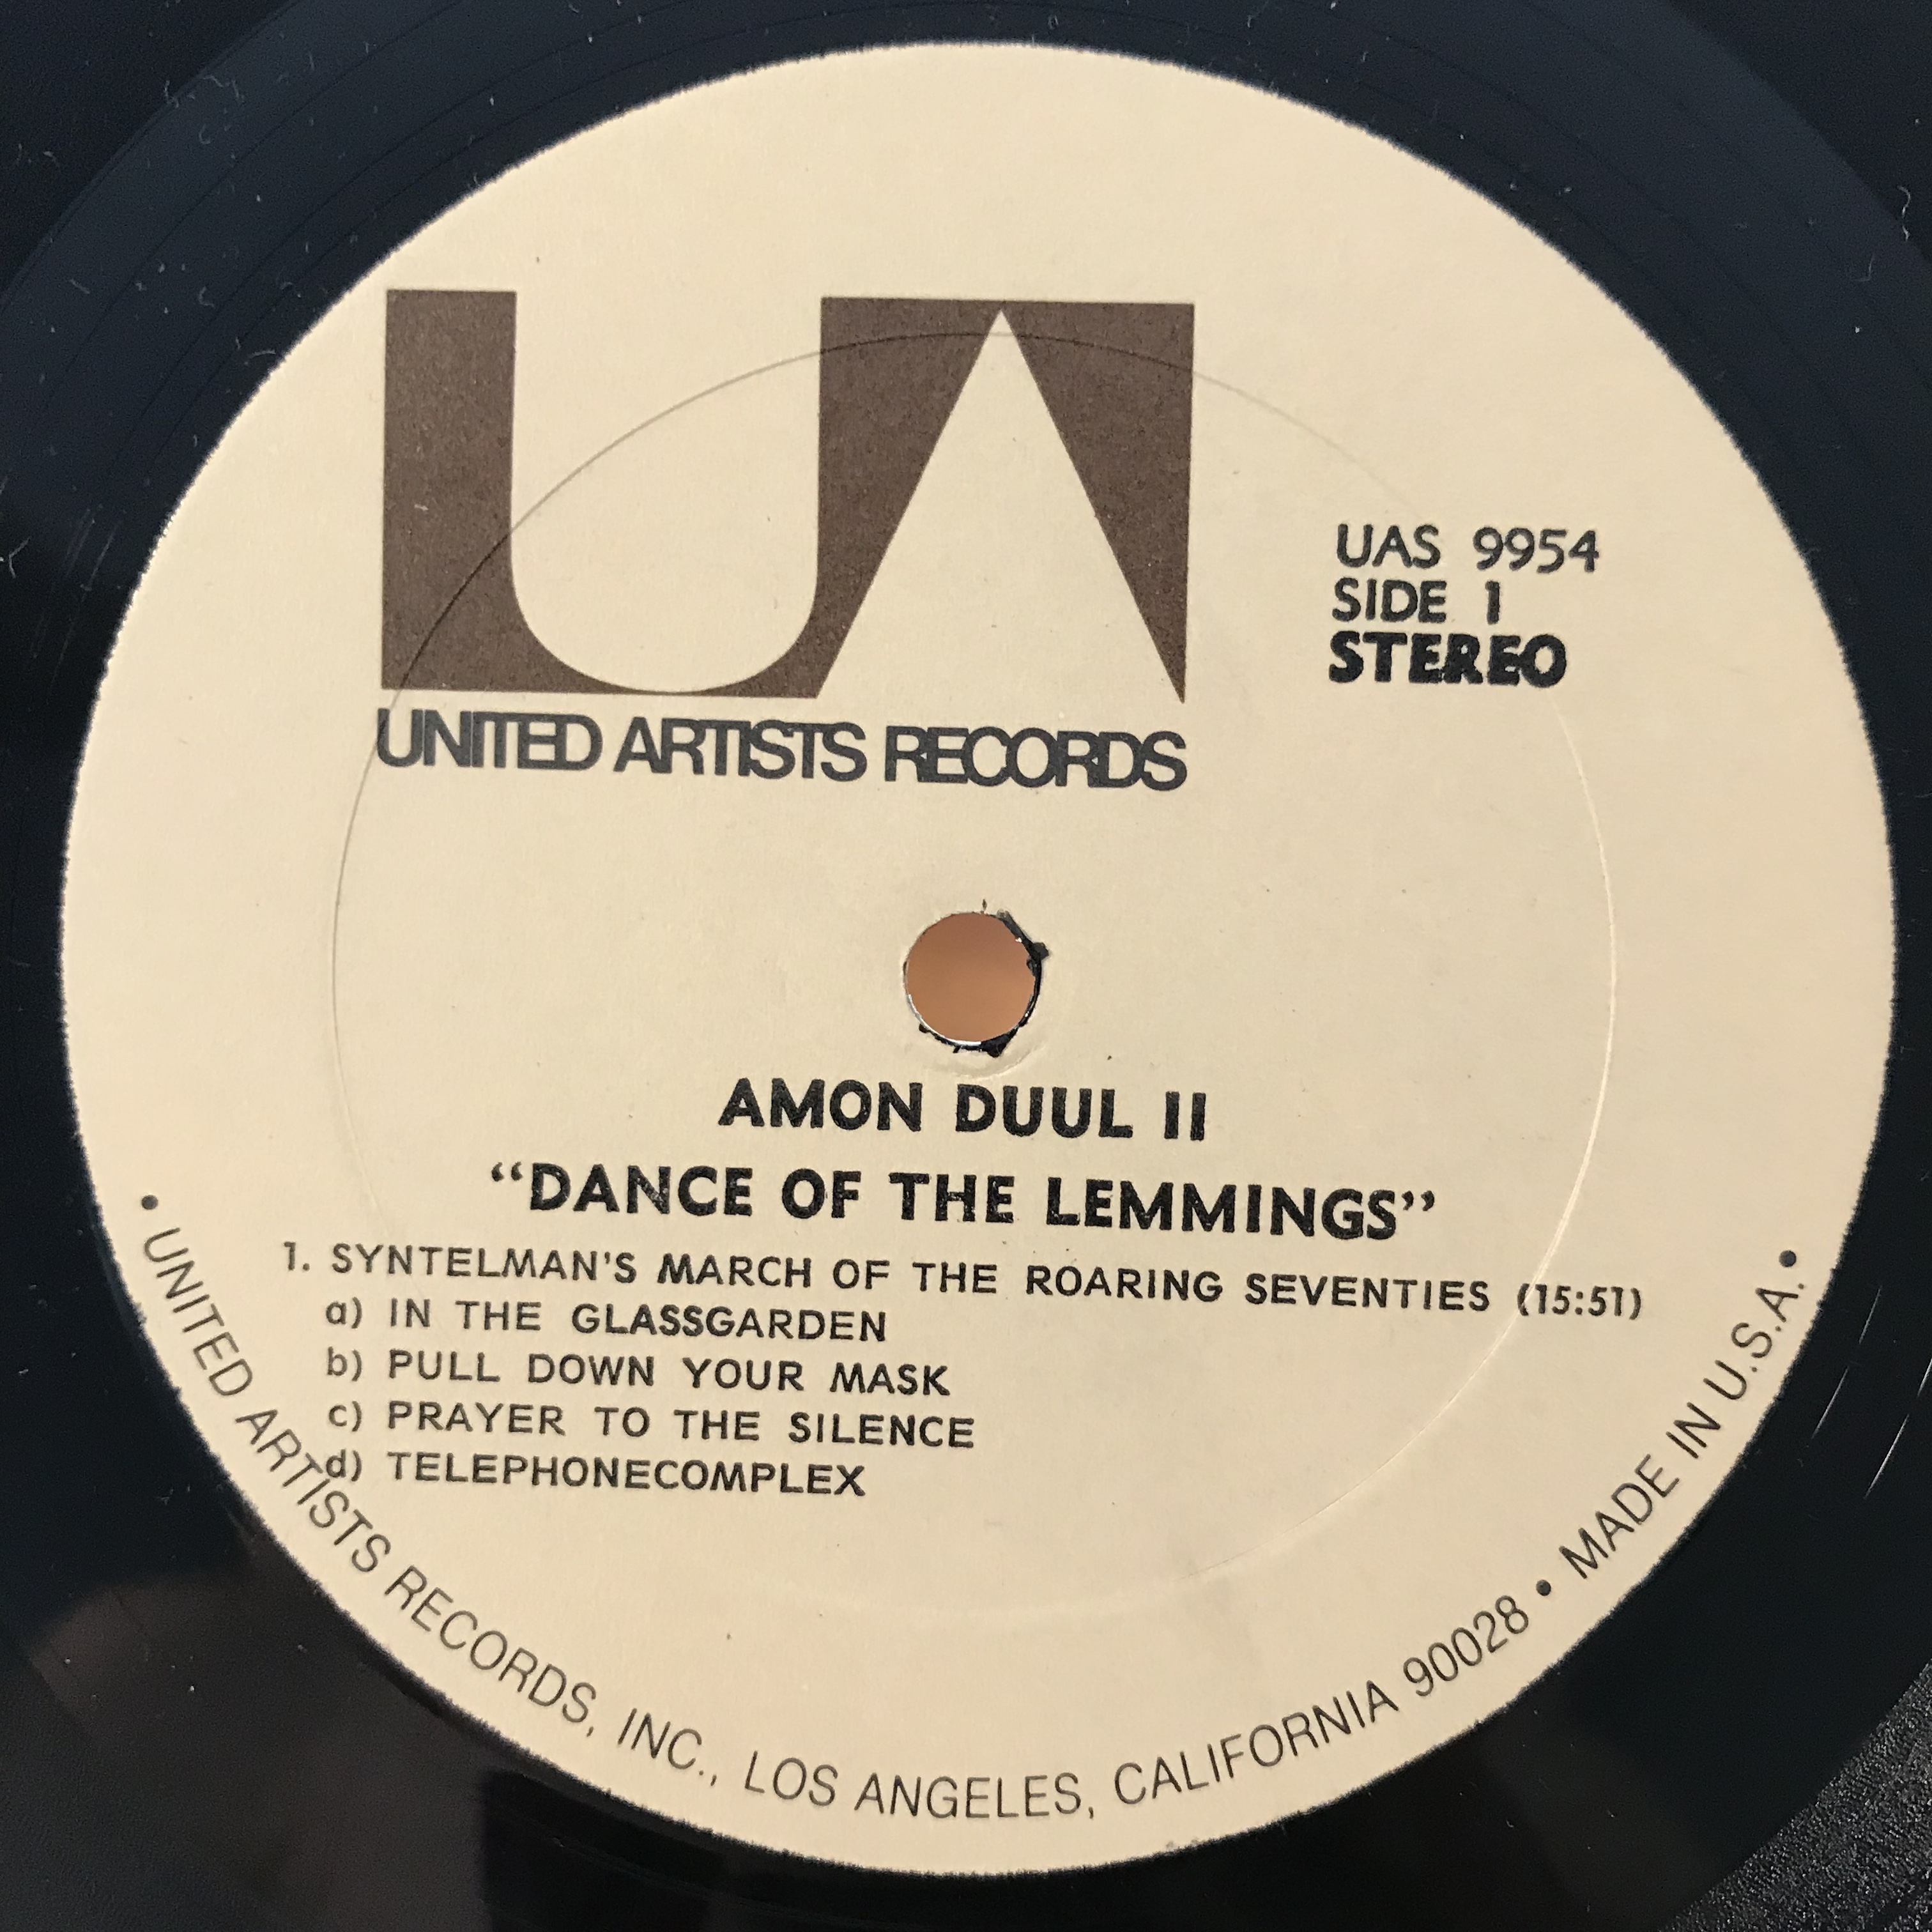 UA
UNITED ARTISTS RECORDS
UAS 9954
SIDE 1
STEREO
AMON DUUL II
“DANCE OF THE LEMMINGS”
1. SYNTELMAN'S MARCH OF THE ROARING SEVENTIES (15:51)
a) IN THE GLASSGARDEN
b) PULL DOWN YOUR MASK
c) PRAYER TO THE SILENCE
d) TELEPHONECOMPLEX
• UNITED ARTISTS RECORDS, INC., LOS ANGELES, CALIFORNIA 90028 • MADE IN U.S.A. •